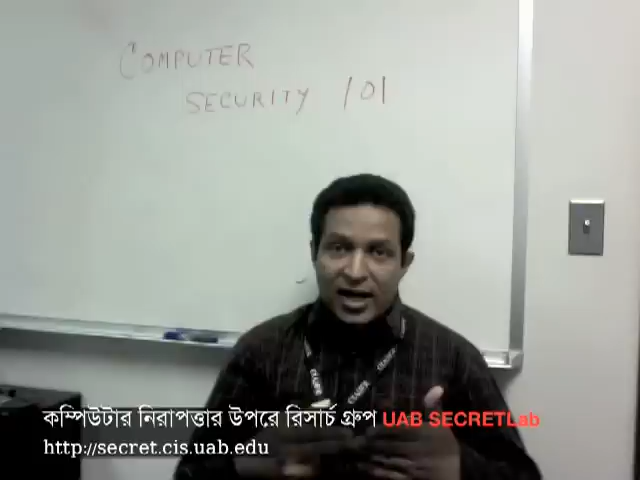 COMPUTER
SECURITY 101
কম্পিউটার নিরাপত্তার উপরে রিসার্চ গ্রুপ UAB SECRETLab
http://secret.cis.uab.edu